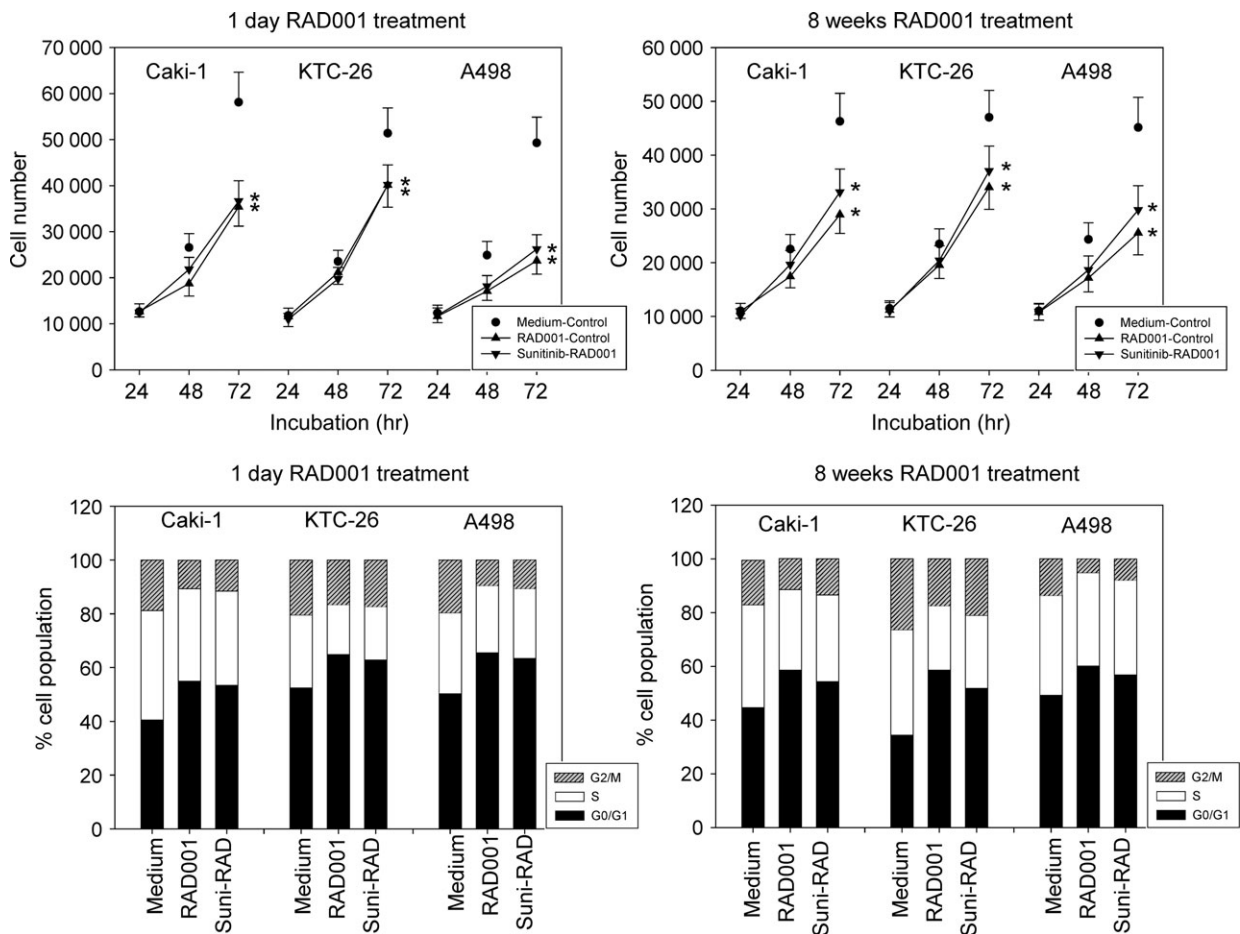 1 day RAD001 treatment
70 000
60 000
50 000
40 000
30 000
20 000
10 000
0
Cell number
Caki-1 KTC-26 A498
* * *
* * *
Medium-Control
RAD001-Control
Sunitinib-RAD001
24 48 72 24 48 72 24 48 72
Incubation (hr)
8 weeks RAD001 treatment
60 000
50 000
40 000
30 000
20 000
10 000
0
Cell number
Caki-1 KTC-26 A498
* * *
* * *
Medium-Control
RAD001-Control
Sunitinib-RAD001
24 48 72 24 48 72 24 48 72
Incubation (hr)
1 day RAD001 treatment
120
100
80
60
40
20
0
% cell population
Caki-1 KTC-26 A498
G2/M
S
G0/G1
Medium RAD001 Suni-RAD Medium RAD001 Suni-RAD Medium RAD001 Suni-RAD
8 weeks RAD001 treatment
120
100
80
60
40
20
0
% cell population
Caki-1 KTC-26 A498
G2/M
S
G0/G1
Medium RAD001 Suni-RAD Medium RAD001 Suni-RAD Medium RAD001 Suni-RAD